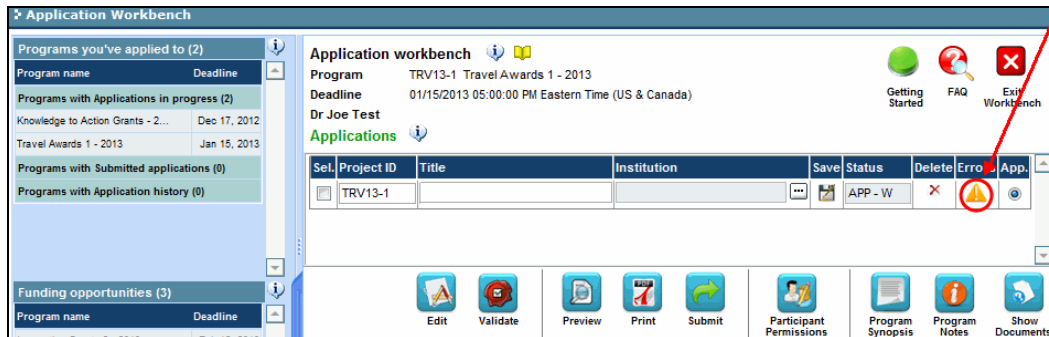 Application Workbench
Programs you've applied to (2)
Program name Deadline
Programs with Applications in progress (2)
Knowledge to Action Grants - 2... Dec 17, 2012
Travel Awards 1 - 2013 Jan 15, 2013
Programs with Submitted applications (0)
Programs with Application history (0)
Funding opportunities (3)
Program name Deadline
Application workbench
Program TRV13-1 Travel Awards 1 - 2013
Deadline 01/15/2013 05:00:00 PM Eastern Time (US & Canada)
Dr Joe Test
Applications
Getting Started
FAQ
Exit Workbench
Sel. Project ID Title Institution Save Status Delete Errors App.
TRV13-1 APP - W
Edit Validate Preview PDF Print Submit Participant Permissions Program Synopsis Program Notes Show Documents